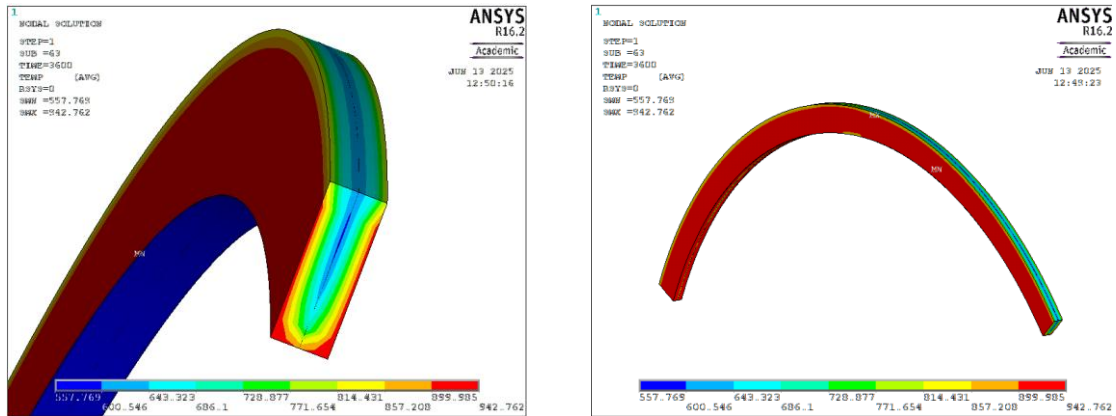 1
NODAL SOLUTION
STEP=1
SUB =63
TIME=3600
TEMP (AVG)
RSYS=0
SMN =557.769
SMX =942.762
ANSYS
R16.2
Academic
JUN 13 2025
12:50:16
MN
557.769 643.323 728.877 814.431 899.985
600.546 686.1 771.654 857.208 942.762
1
NODAL SOLUTION
STEP=1
SUB =63
TIME=3600
TEMP (AVG)
RSYS=0
SMN =557.769
SMX =942.762
ANSYS
R16.2
Academic
JUN 13 2025
12:49:23
MX
MN
557.769 643.323 728.877 814.431 899.985
600.546 686.1 771.654 857.208 942.762